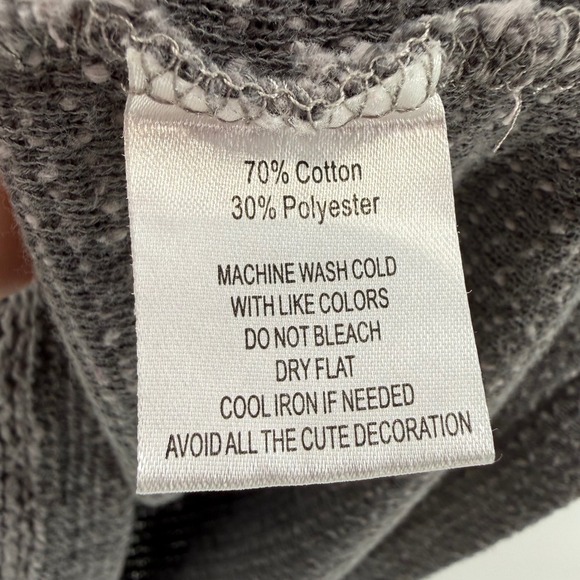 70% Cotton
30% Polyester
MACHINE WASH COLD
WITH LIKE COLORS
DO NOT BLEACH
DRY FLAT
COOL IRON IF NEEDED
AVOID ALL THE CUTE DECORATION